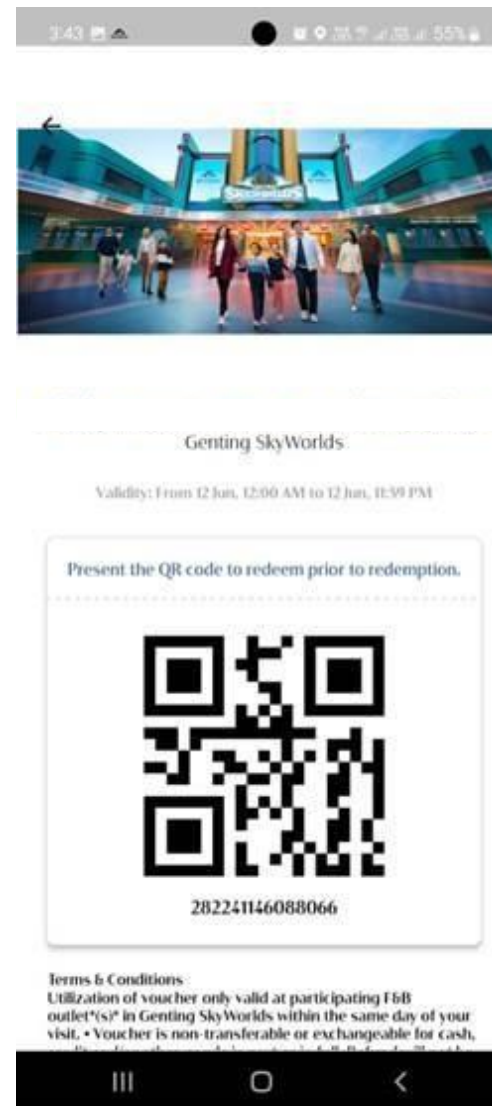 3:43
55%
SKYWORLDS
Genting SkyWorlds
Validity: From 12 Jun, 12:00 AM to 12 Jun, 11:59 PM
Present the QR code to redeem prior to redemption.
282241146088066
Terms & Conditions
Utilization of voucher only valid at participating F&B
outlet*(s)* in Genting SkyWorlds within the same day of your
visit. • Voucher is non-transferable or exchangeable for cash,